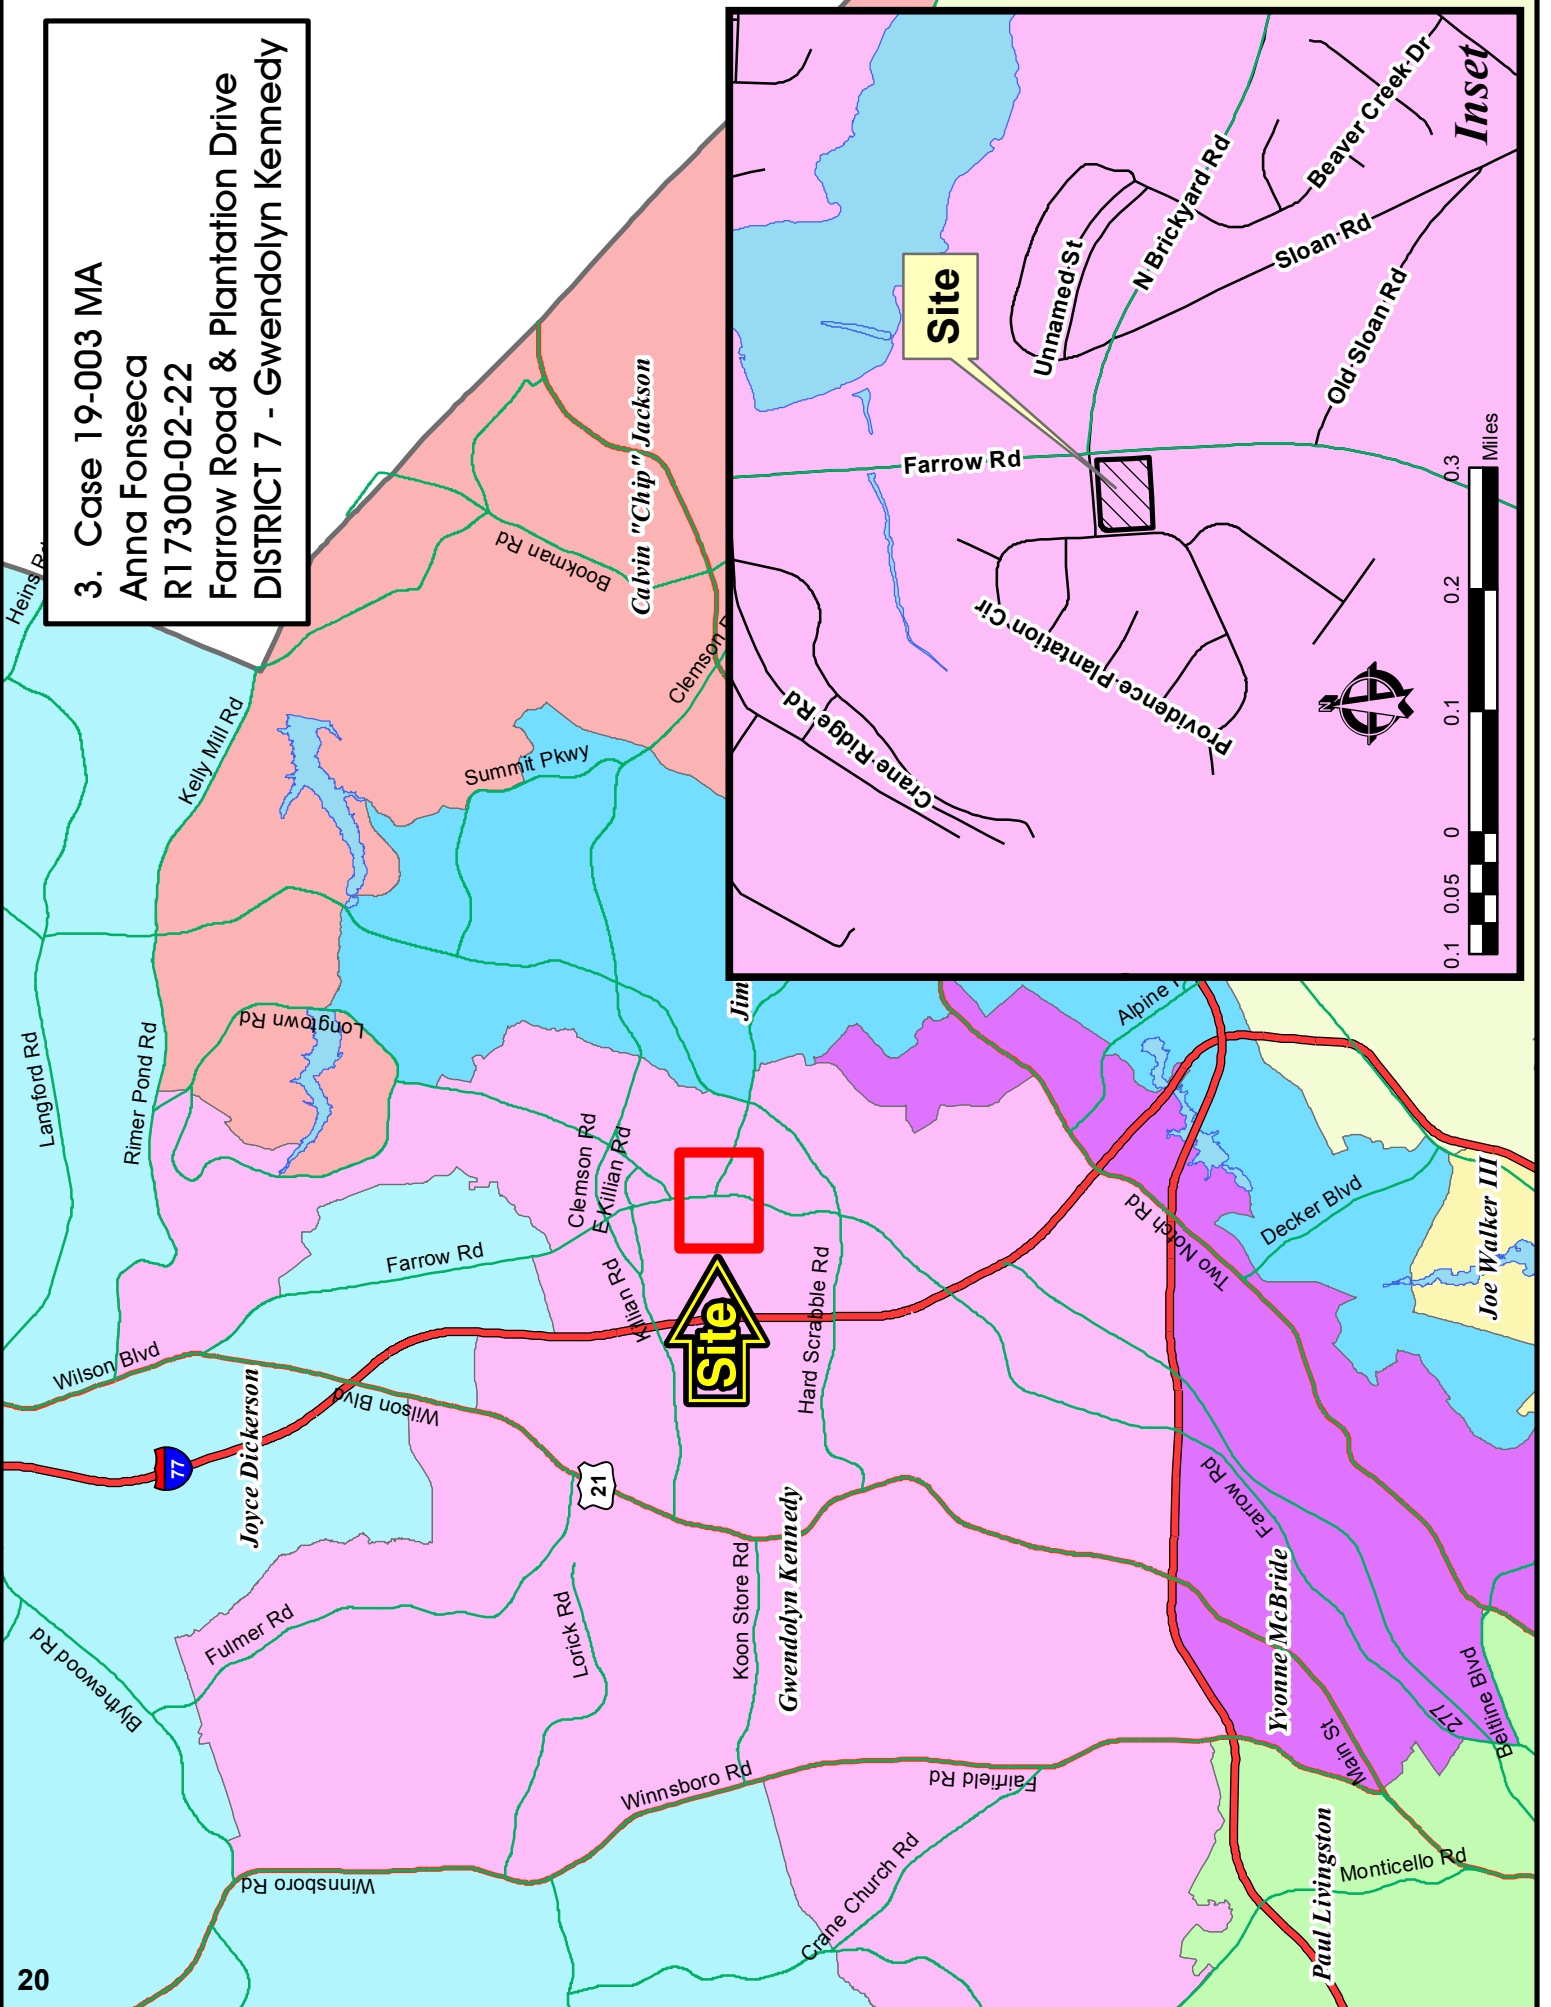 3. Case 19-003 MA
Anna Fonseca
R17300-02-22
Farrow Road & Plantation Drive
DISTRICT 7 - Gwendolyn Kennedy
Heins Rd
Langford Rd
Rimer Pond Rd
Kelly Mill Rd
Longtown Rd
Summit Pkwy
Bookman Rd
Calvin "Chip" Jackson
Clemson
Wilson Blvd
Joyce Dickerson
77
Wilson Blvd
Farrow Rd
Clemson Rd
E Killian Rd
Killian Rd
Site
Hard Scrabble Rd
21
Jim
Blythewood Rd
Fulmer Rd
Lorick Rd
Koon Store Rd
Gwendolyn Kennedy
Winnsboro Rd
Winnsboro Rd
Fairfield Rd
Crane Church Rd
Alpine
Two Notch Rd
Decker Blvd
Joe Walker III
Farrow Rd
Yvonne McBride
Main St
277
Beltline Blvd
Monticello Rd
Paul Livingston
Inset
Site
Farrow Rd
N Brickyard Rd
Unnamed St
Beaver Creek Dr
Sloan Rd
Old Sloan Rd
Crane Ridge Rd
Providence Plantation Cir
N
0.1 0.05 0 0.1 0.2 0.3
Miles
20